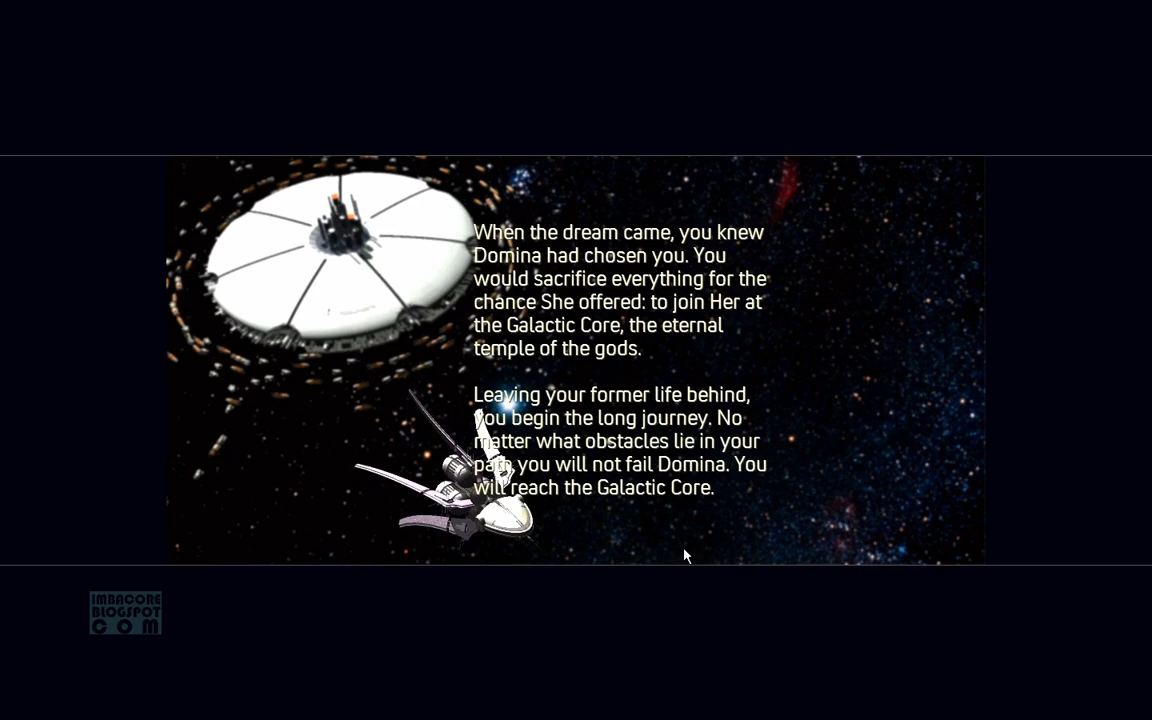 When the dream came, you knew
Domina had chosen you. You
would sacrifice everything for the
chance She offered: to join Her at
the Galactic Core, the eternal
temple of the gods.
Leaving your former life behind,
you begin the long journey. No
matter what obstacles lie in your
path you will not fail Domina. You
will reach the Galactic Core.
IMBACORE
BLOGSPOT
COM